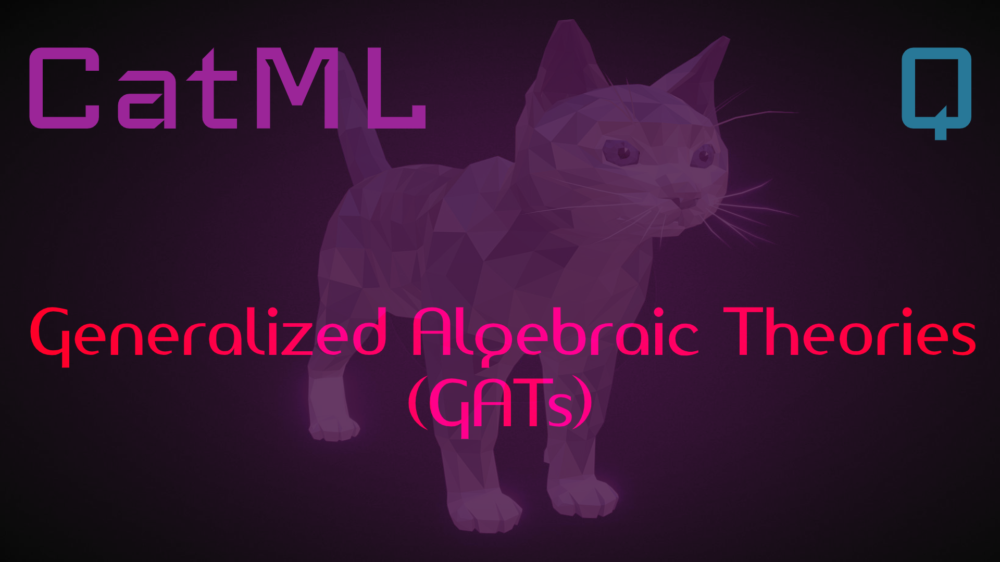 CatML
Q
Generalized Algebraic Theories
(GATs)